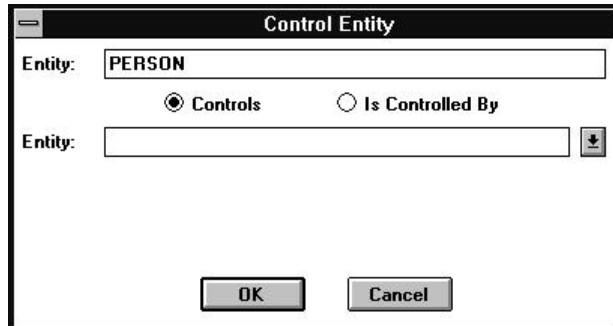 Control Entity
Entity: PERSON
Controls Is Controlled By
Entity:
OK Cancel